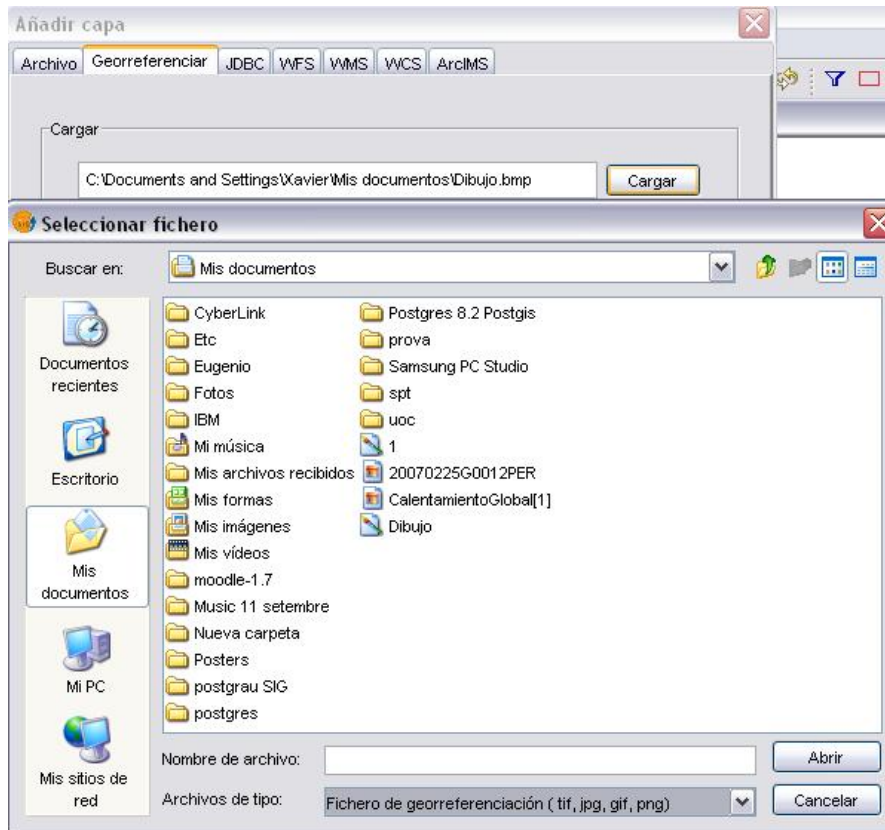 Añadir capa
Archivo Georreferenciar JDBC WFS WMS WCS ArcIMS
Cargar
C:\Documents and Settings\Xavier\Mis documentos\Dibujo.bmp Cargar
Seleccionar fichero
Buscar en: Mis documentos
Documentos recientes
Escritorio
Mis documentos
Mi PC
Mis sitios de red
CyberLink
Etc
Eugenio
Fotos
IBM
Mi música
Mis archivos recibidos
Mis formas
Mis imágenes
Mis vídeos
moodle-1.7
Music 11 setembre
Nueva carpeta
Posters
postgrau SIG
postgres
Postgres 8.2 Postgis
prova
Samsung PC Studio
spt
uoc
1
20070225G0012PER
CalentamientoGlobal[1]
Dibujo
Nombre de archivo: Abrir
Archivos de tipo: Fichero de georreferenciación ( tif, jpg, gif, png) Cancelar